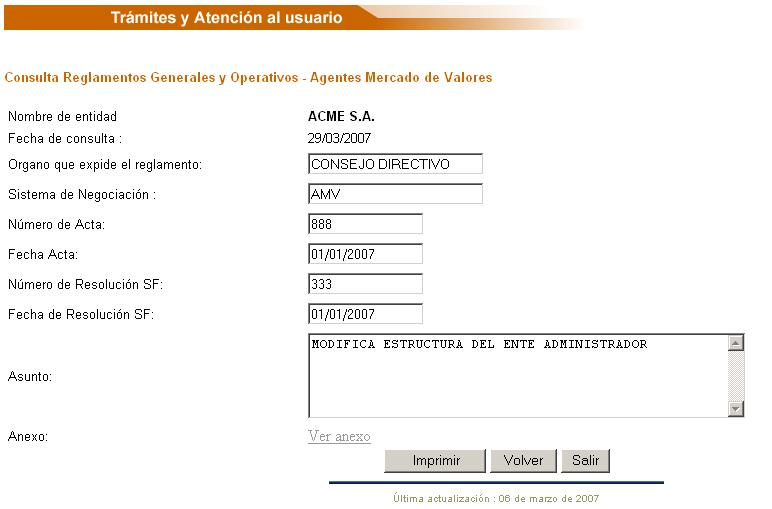 Trámites y Atención al usuario
Consulta Reglamentos Generales y Operativos - Agentes Mercado de Valores
Nombre de entidad ACME S.A.
Fecha de consulta : 29/03/2007
Organo que expide el reglamento: CONSEJO DIRECTIVO
Sistema de Negociación : AMV
Número de Acta: 888
Fecha Acta: 01/01/2007
Número de Resolución SF: 333
Fecha de Resolución SF: 01/01/2007
Asunto: MODIFICA ESTRUCTURA DEL ENTE ADMINISTRADOR
Anexo: Ver anexo
Imprimir Volver Salir
Última actualización : 06 de marzo de 2007